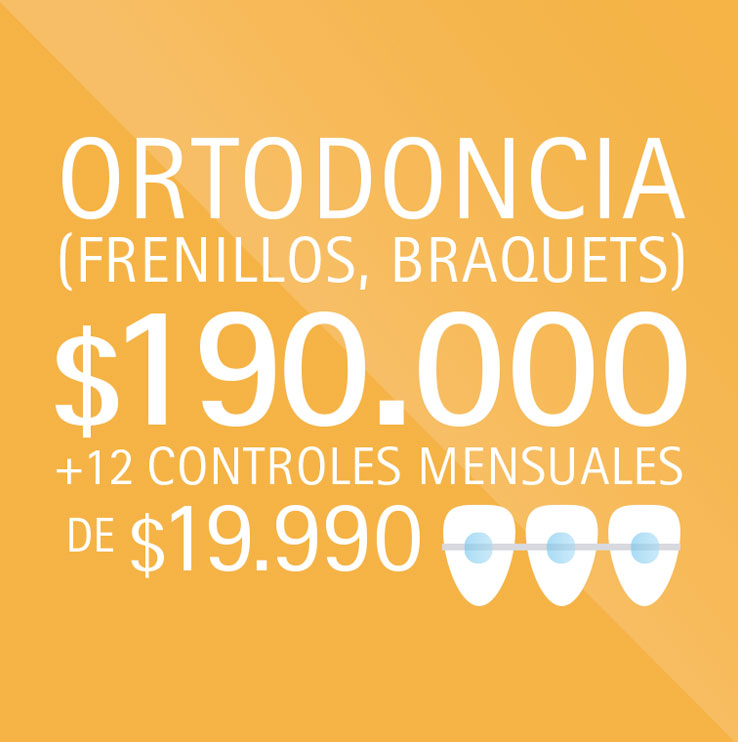 ORTODONCIA
(FRENILLOS, BRAQUETS)
$190.000
+12 CONTROLES MENSUALES
DE $19.990